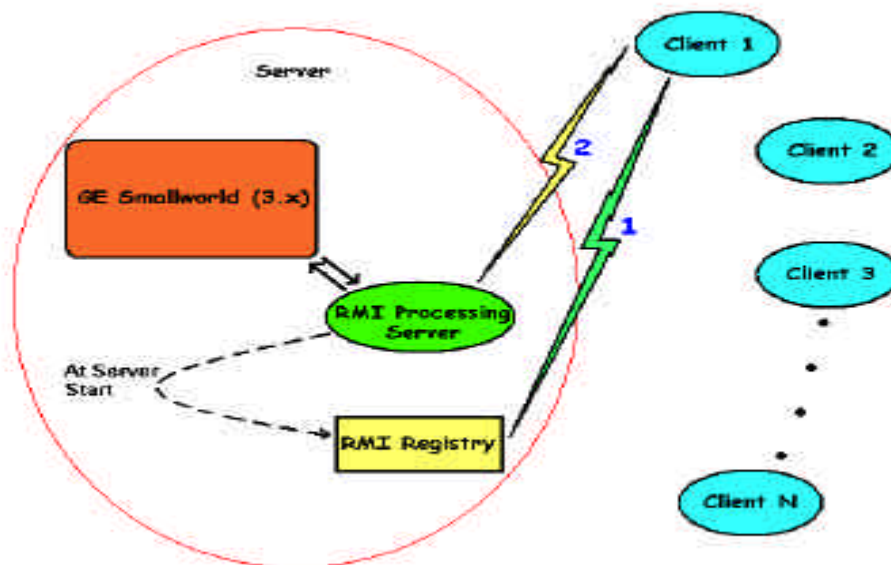 Client 1
Server
2
Client 2
GE Smallworld (3.x)
1
Client 3
RMI Processing
Server
At Server
Start
RMI Registry
Client N